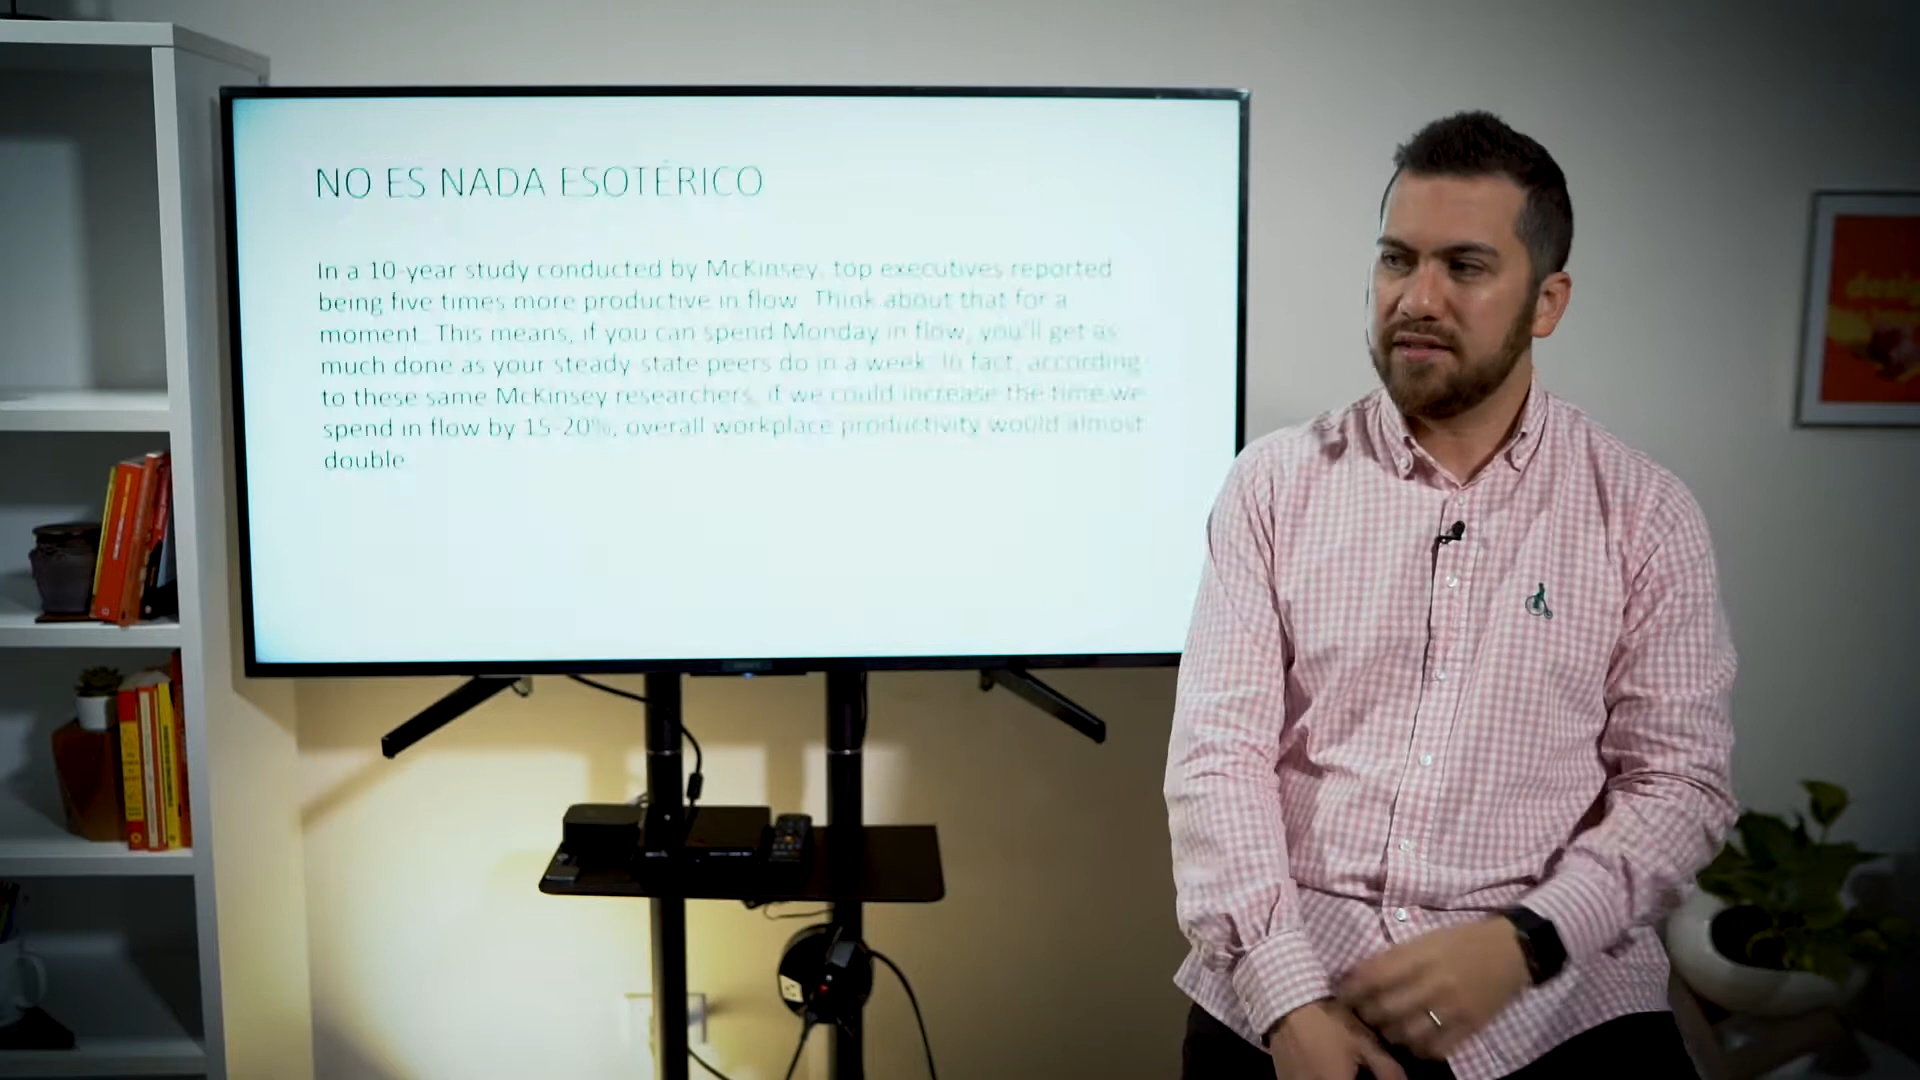 NO ES NADA ESOTÉRICO
In a 10-year study conducted by McKinsey, top executives reported
being five times more productive in flow. Think about that for a
moment. This means, if you can spend Monday in flow, you'll get as
much done as your steady-state peers do in a week. In fact, according
to these same McKinsey researchers, if we could increase the time we
spend in flow by 15-20%, overall workplace productivity would almost
double